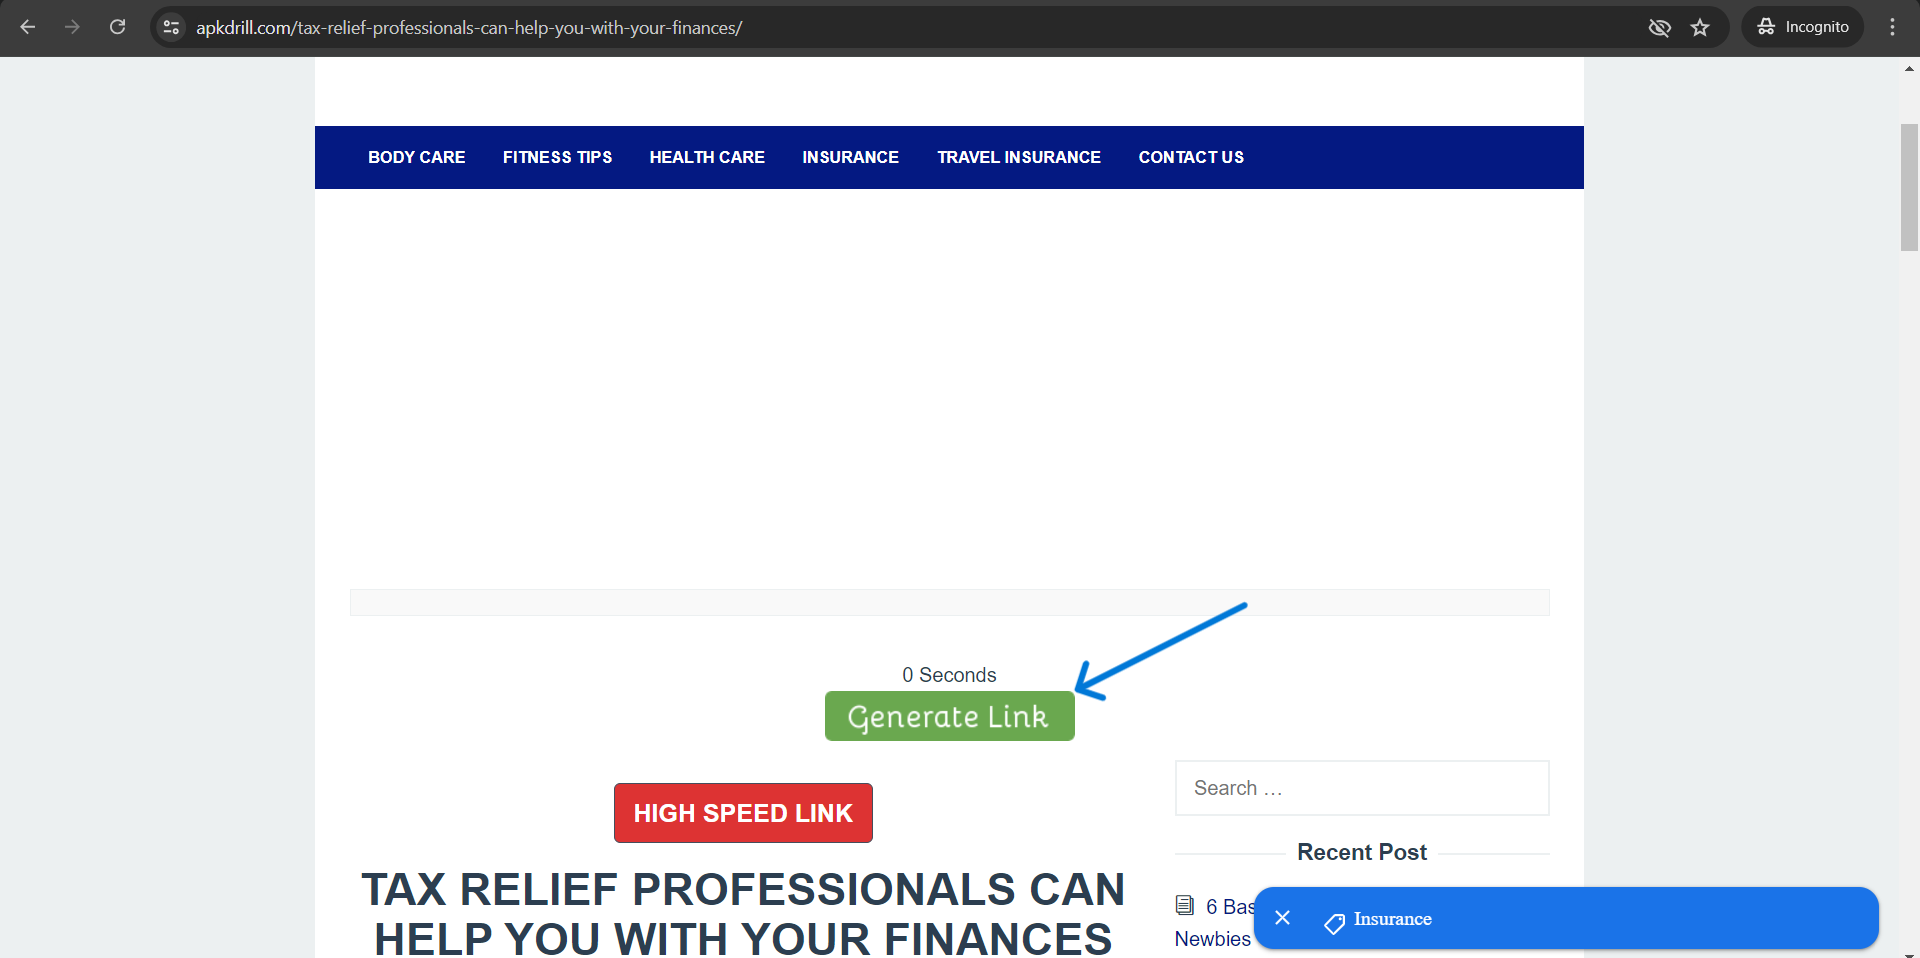 apkdrill.com/tax-relief-professionals-can-help-you-with-your-finances/
Incognito
BODY CARE FITNESS TIPS HEALTH CARE INSURANCE TRAVEL INSURANCE CONTACT US
0 Seconds
Generate Link
HIGH SPEED LINK
TAX RELIEF PROFESSIONALS CAN
HELP YOU WITH YOUR FINANCES
Search …
Recent Post
6 Bas
Newbies
Insurance